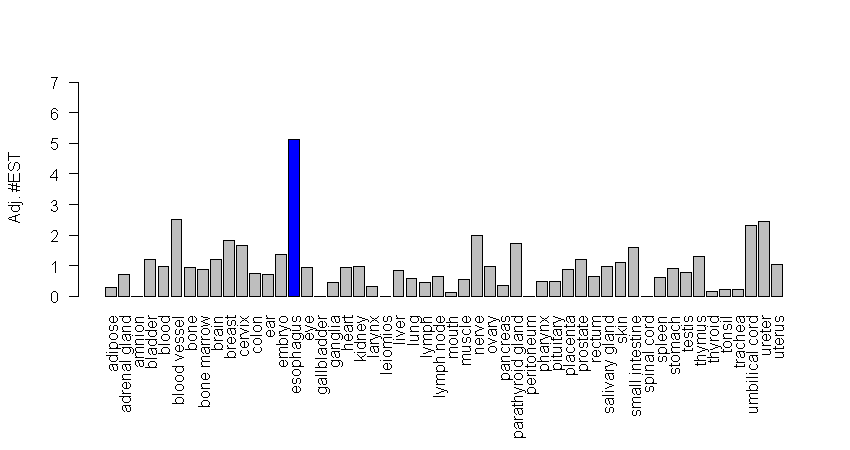 7
6
5
4
3
2
1
0
Adj. #EST
adipose
adrenal gland
amnion
bladder
blood
blood vessel
bone
bone marrow
brain
breast
cervix
colon
ear
embryo
esophagus
eye
gallbladder
ganglia
heart
kidney
larynx
leiomios
liver
lung
lymph
lymph node
mouth
muscle
nerve
ovary
pancreas
parathyroid gland
peritoneum
pharynx
pituitary
placenta
prostate
rectum
salivary gland
skin
small intestine
spinal cord
spleen
stomach
testis
thymus
thyroid
tonsil
trachea
umbilical cord
ureter
uterus